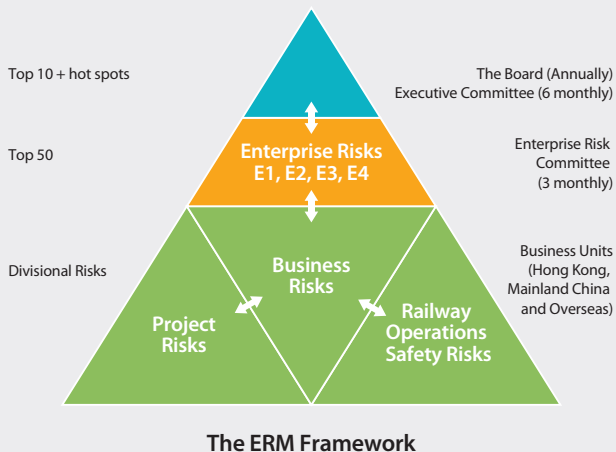 Top 10 + hot spots
The Board (Annually)
Executive Committee (6 monthly)
Top 50
Enterprise Risks
E1, E2, E3, E4
Enterprise Risk
Committee
(3 monthly)
Divisional Risks
Business
Risks
Project
Risks
Railway
Operations
Safety Risks
Business Units
(Hong Kong,
Mainland China
and Overseas)
The ERM Framework